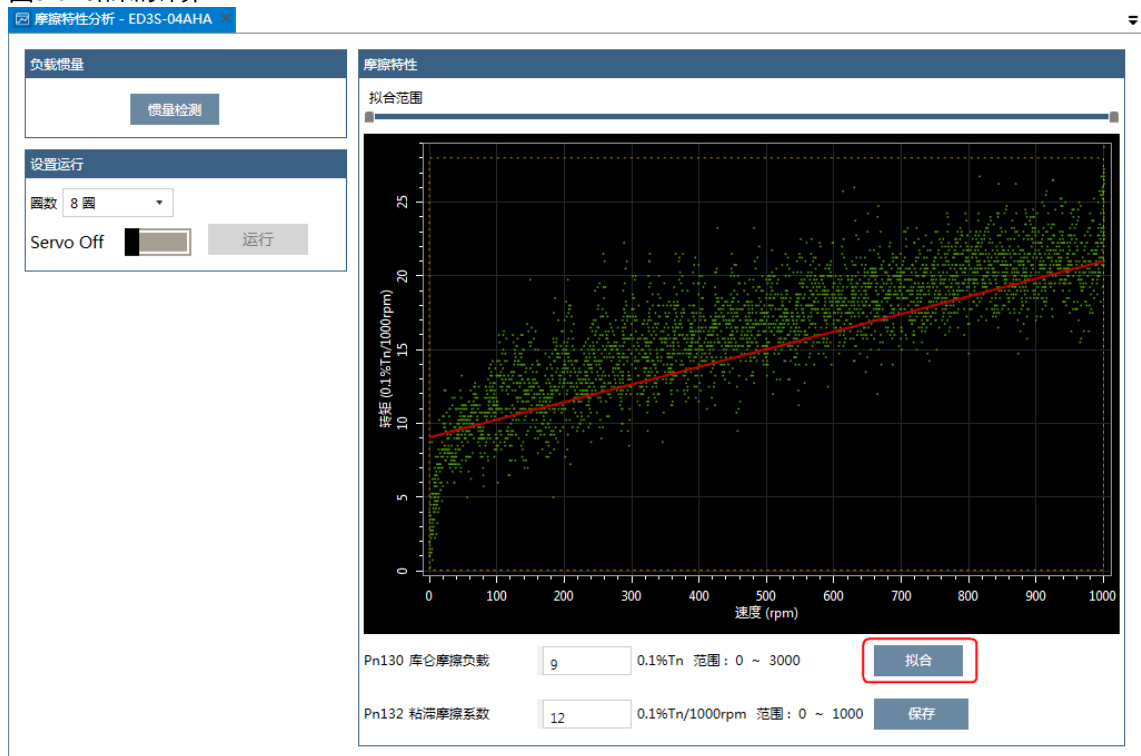 摩擦特性分析 - ED3S-04AHA
负载惯量
惯量检测
设置运行
圈数 8 圈
Servo Off 运行
摩擦特性
拟合范围
转矩 (0.1%Tn/1000rpm)
25
20
15
10
5
0
0 100 200 300 400 500 600 700 800 900 1000
速度 (rpm)
Pn130 库仑摩擦负载 9 0.1%Tn 范围: 0 ~ 3000 拟合
Pn132 粘滞摩擦系数 12 0.1%Tn/1000rpm 范围: 0 ~ 1000 保存